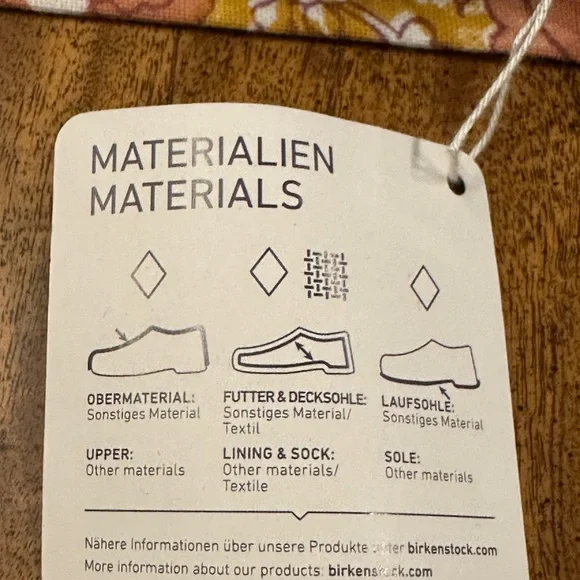 MATERIALIEN
MATERIALS
OBERMATERIAL:
Sonstiges Material
UPPER:
Other materials
FUTTER & DECKSOHLE:
Sonstiges Material/
Textil
LINING & SOCK:
Other materials/
Textile
LAUFSOHLE:
Sonstiges Material
SOLE:
Other materials
Nähere Informationen über unsere Produkte birkenstock.com
More information about our products: birkenstock.com